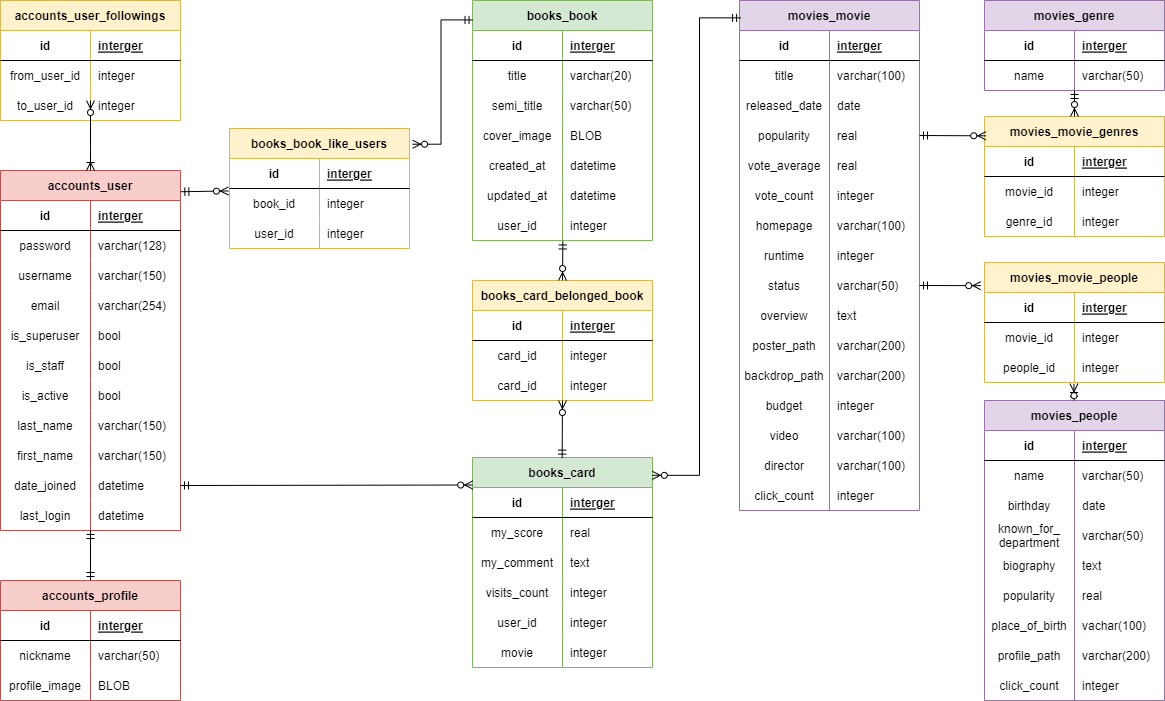 accounts_user_followings
id interger
from_user_id integer
to_user_id integer
accounts_user
id interger
password varchar(128)
username varchar(150)
email varchar(254)
is_superuser bool
is_staff bool
is_active bool
last_name varchar(150)
first_name varchar(150)
date_joined datetime
last_login datetime
accounts_profile
id interger
nickname varchar(50)
profile_image BLOB
books_book_like_users
id interger
book_id integer
user_id integer
books_book
id interger
title varchar(20)
semi_title varchar(50)
cover_image BLOB
created_at datetime
updated_at datetime
user_id integer
books_card_belonged_book
id interger
card_id integer
card_id integer
books_card
id interger
my_score real
my_comment text
visits_count integer
user_id integer
movie integer
movies_movie
id interger
title varchar(100)
released_date date
popularity real
vote_average real
vote_count integer
homepage varchar(100)
runtime integer
status varchar(50)
overview text
poster_path varchar(200)
backdrop_path varchar(200)
budget integer
video varchar(100)
director varchar(100)
click_count integer
movies_genre
id interger
name varchar(50)
movies_movie_genres
id interger
movie_id integer
genre_id integer
movies_movie_people
id interger
movie_id integer
people_id integer
movies_people
id interger
name varchar(50)
birthday date
known_for_
department varchar(50)
biography text
popularity real
place_of_birth vachar(100)
profile_path varchar(200)
click_count integer